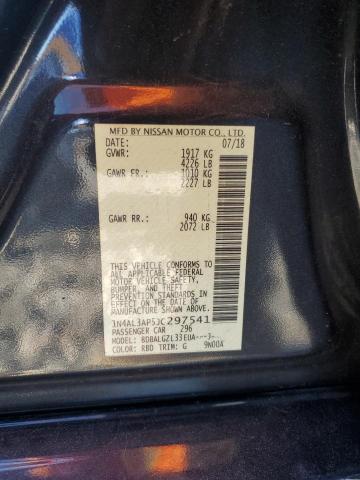 MFD BY NISSAN MOTOR CO., LTD.
DATE: 07/18
GVWR: 1917 KG
4226 LB
GAWR FR.: 1010 KG
2227 LB
GAWR RR.: 940 KG
2072 LB
THIS VEHICLE CONFORMS TO
ALL APPLICABLE FEDERAL
MOTOR VEHICLE SAFETY,
BUMPER, AND THEFT
PREVENTION STANDARDS IN
EFFECT ON THE DATE OF
MANUFACTURE SHOWN ABOVE.
1N4AL3AP5JC297541
PASSENGER CAR 296
MODEL: BDBALGZL33EUA---J-
COLOR: RBD TRIM: G 9N00A